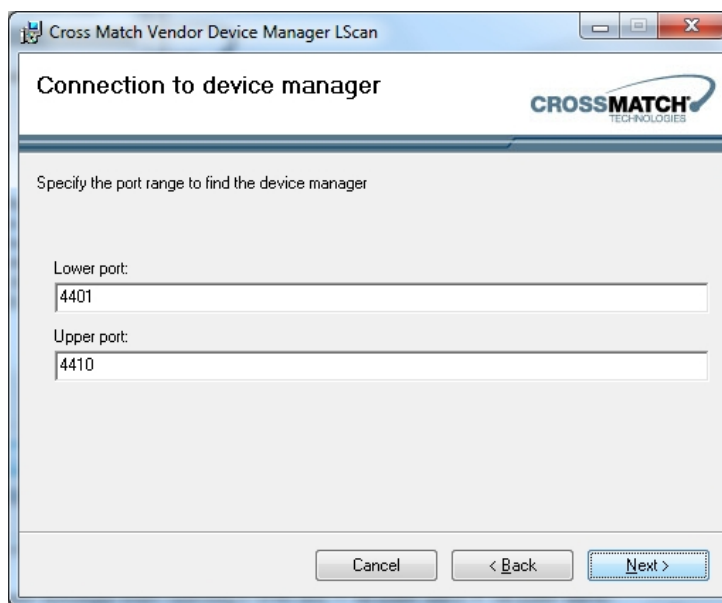 Cross Match Vendor Device Manager LScan
Connection to device manager
CROSSMATCH
TECHNOLOGIES
Specify the port range to find the device manager
Lower port:
4401
Upper port:
4410
Cancel
< Back
Next >